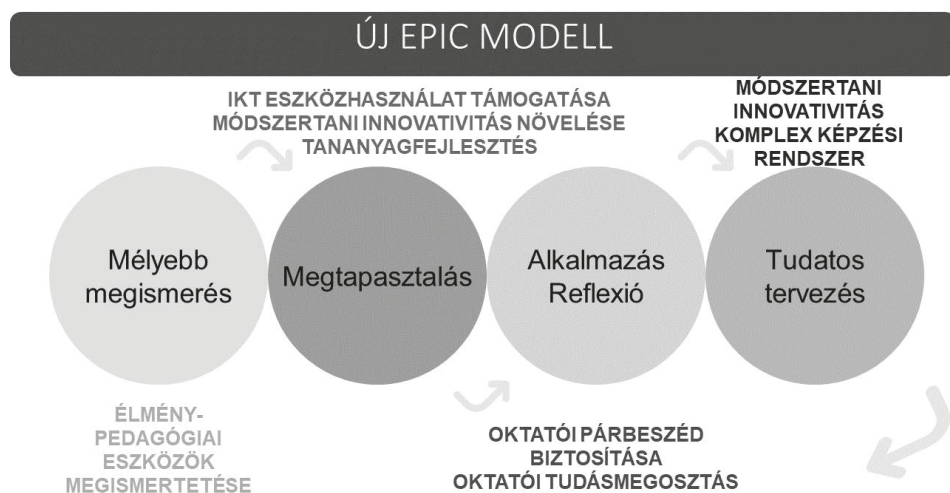 ÚJ EPIC MODELL
IKT ESZKÖZHASZNÁLAT TÁMOGATÁSA
MÓDSZERTANI INNOVATIVITÁS NÖVELÉSE
TANANYAGFEJLESZTÉS
MÓDSZERTANI
INNOVATIVITÁS
KOMPLEX KÉPZÉSI
RENDSZER
Mélyebb
megismerés
Megtapasztalás
Alkalmazás
Reflexió
Tudatos
tervezés
ÉLMÉNY-
PEDAGÓGIAI
ESZKÖZÖK
MEGISMERTETÉSE
OKTATÓI PÁRBESZÉD
BIZTOSÍTÁSA
OKTATÓI TUDÁSMEGOSZTÁS